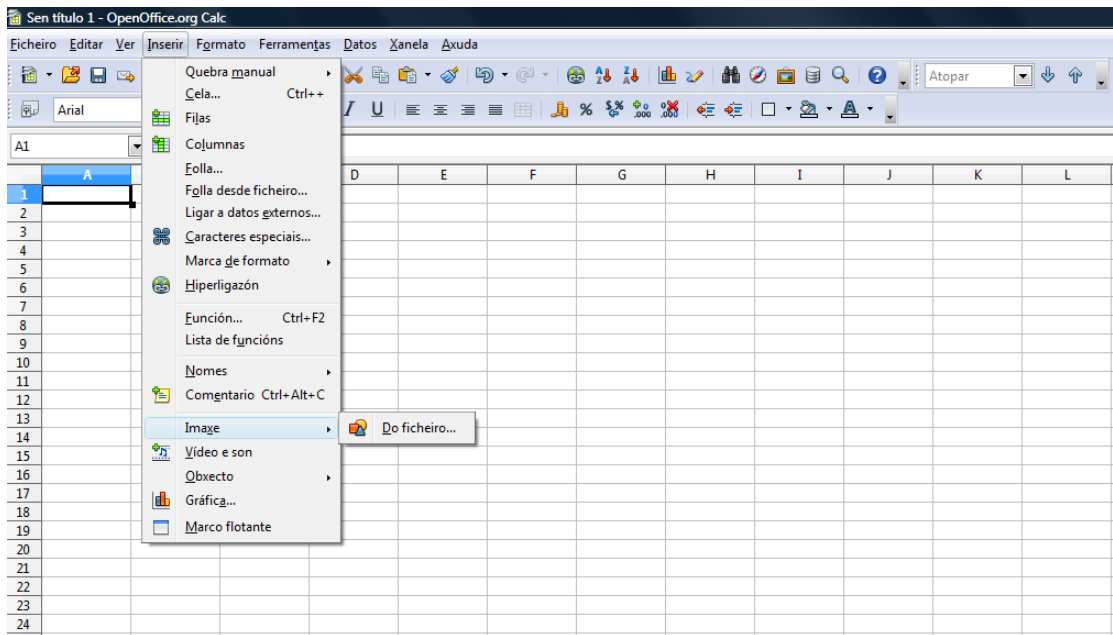 Sen título 1 - OpenOffice.org Calc
Ficheiro Editar Ver Inserir Formato Ferramentas Datos Xanela Axuda
Atopar
Arial
A1
Quebra manual
Cela... Ctrl++
Filas
Columnas
Folla...
Folla desde ficheiro...
Ligar a datos externos...
Caracteres especiais...
Marca de formato
Hiperligazón
Función... Ctrl+F2
Lista de funcións
Nomes
Comentario Ctrl+Alt+C
Imaxe
Do ficheiro...
Vídeo e son
Obxecto
Gráfica...
Marco flotante
A D E F G H I J K L
1
2
3
4
5
6
7
8
9
10
11
12
13
14
15
16
17
18
19
20
21
22
23
24